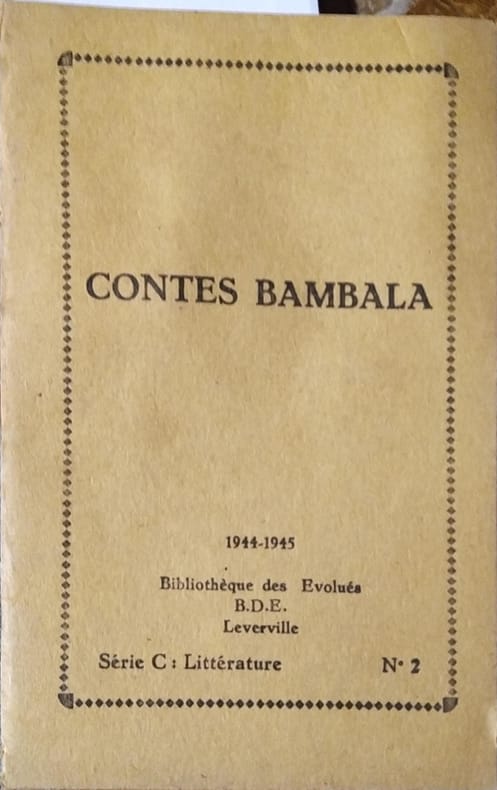 CONTES BAMBALA
1944-1945
Bibliothèque des Evolués
B.D.E.
Leverville
Série C : Littérature N° 2